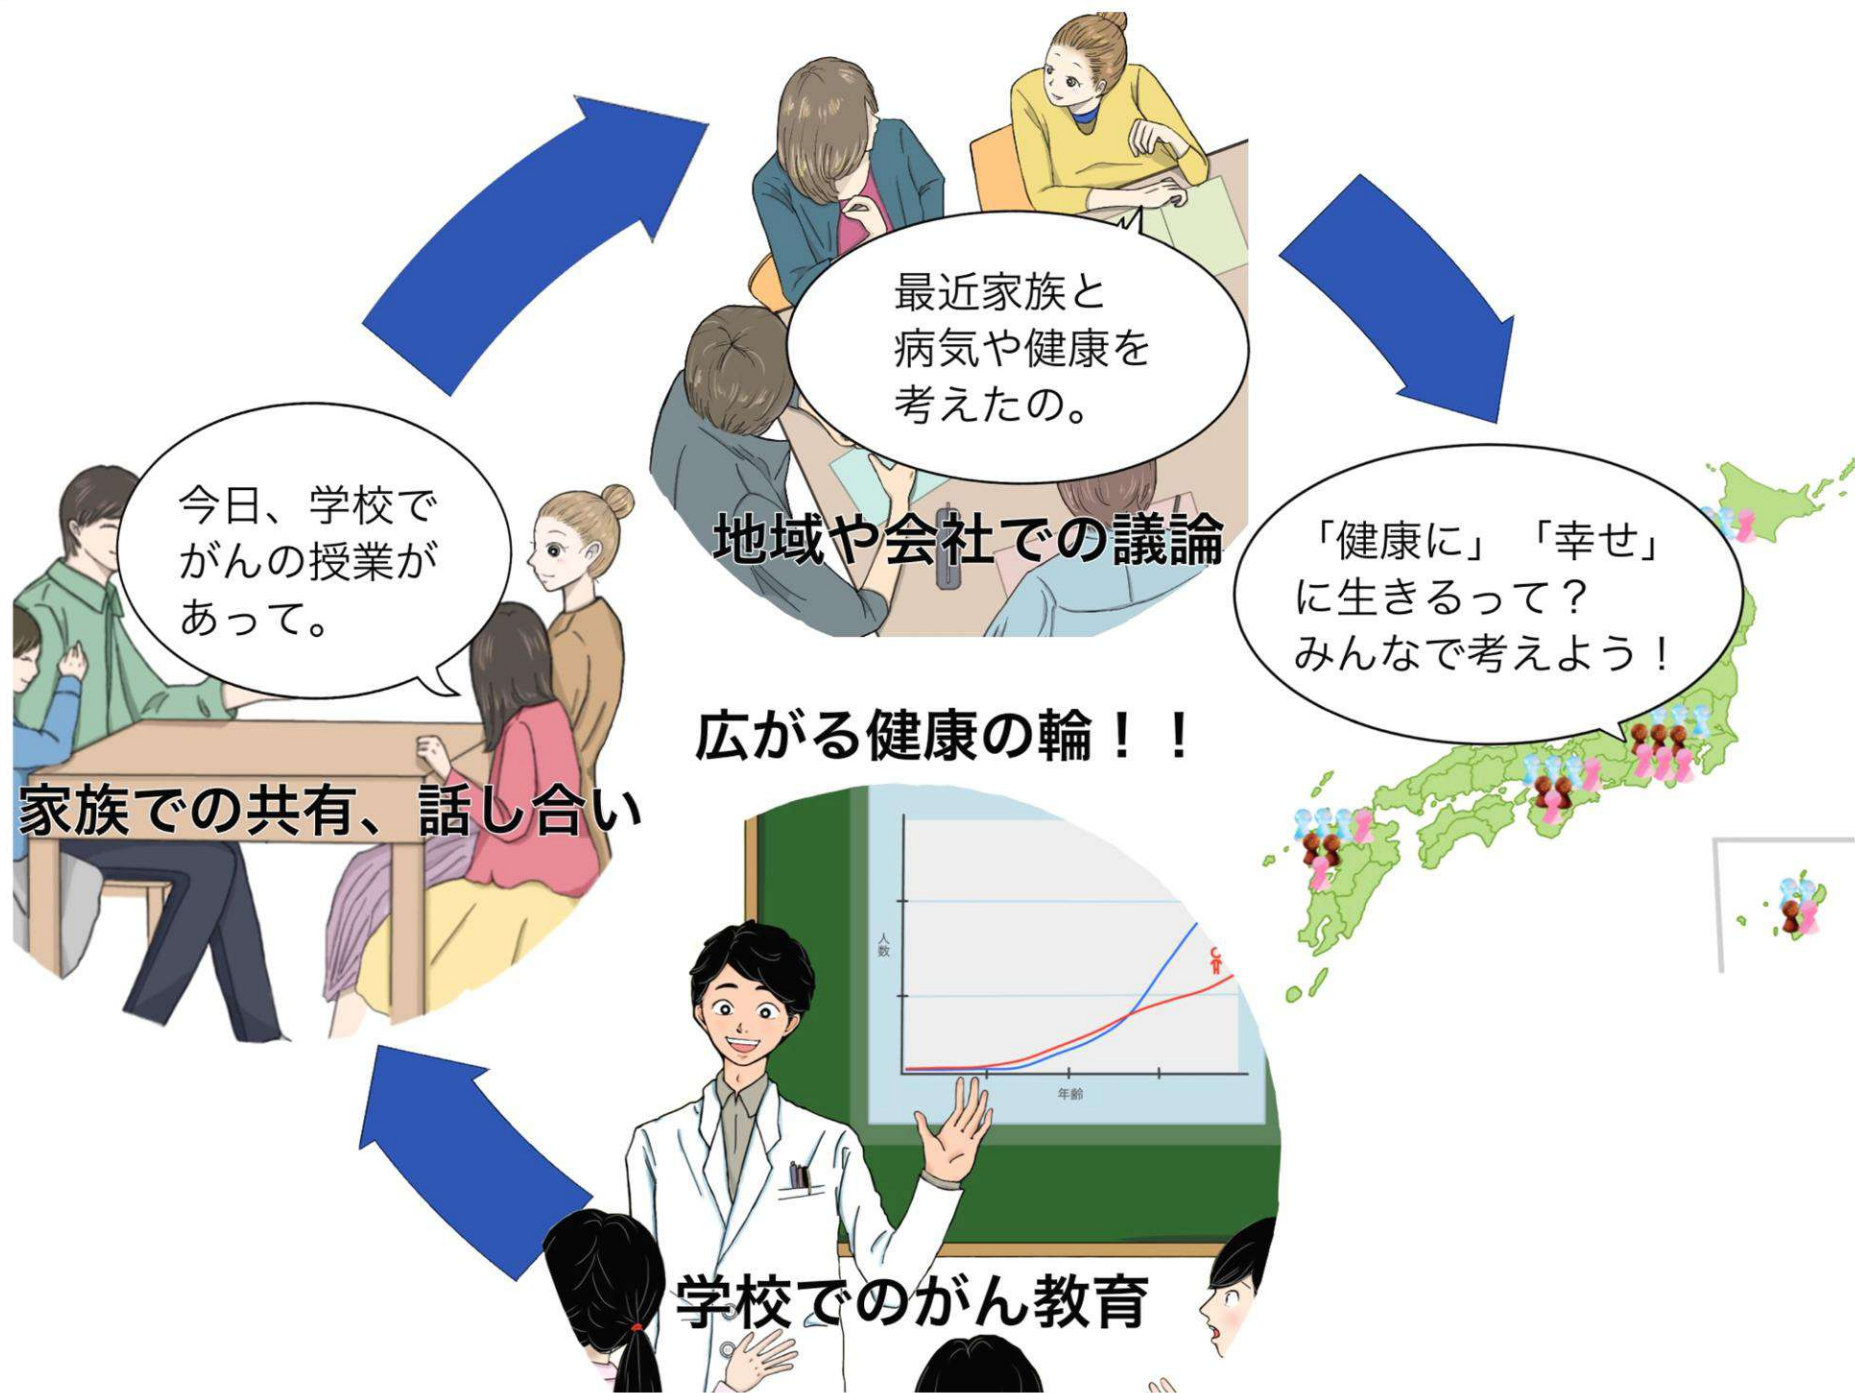 最近家族と
病気や健康を
考えたの。
地域や会社での議論
今日、学校で
がんの授業が
あって。
家族での共有、話し合い
「健康に」「幸せ」
に生きるって？
みんなで考えよう！
広がる健康の輪！！
人数
年齢
学校でのがん教育